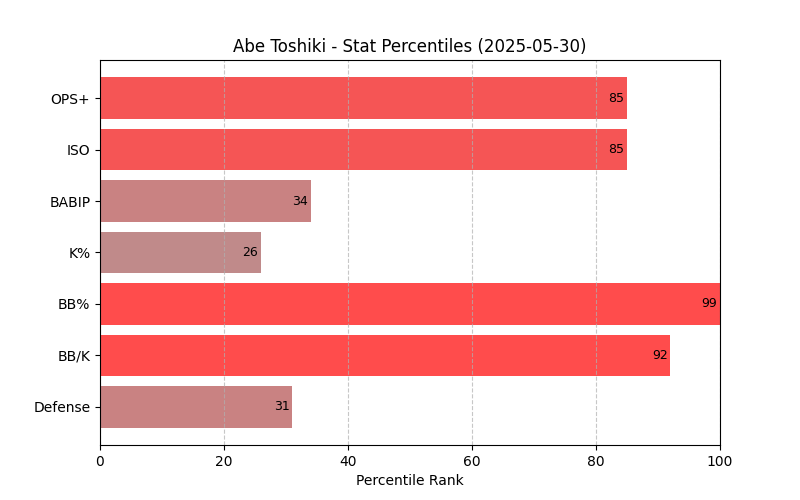 Abe Toshiki - Stat Percentiles (2025-05-30)
OPS+ 85
ISO 85
BABIP 34
K% 26
BB% 99
BB/K 92
Defense 31
0 20 40 60 80 100
Percentile Rank